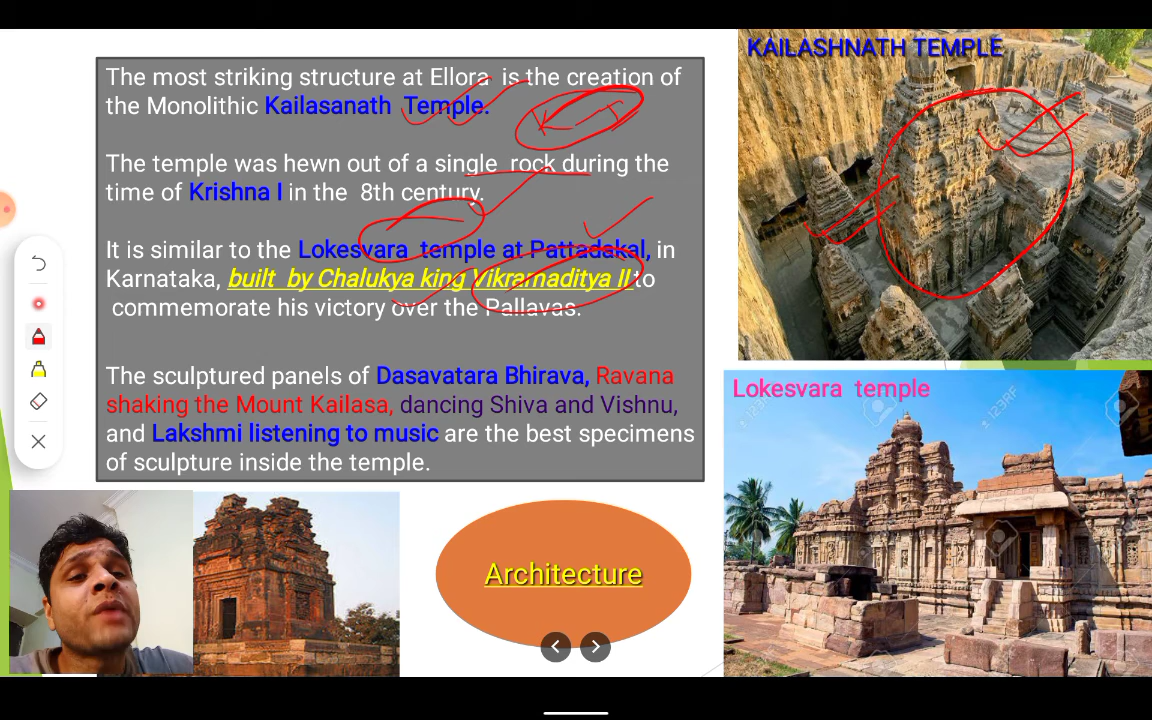 The most striking structure at Ellora is the creation of
the Monolithic Kailasanath Temple.
K T
The temple was hewn out of a single rock during the
time of Krishna I in the 8th century.
It is similar to the Lokesvara temple at Pattadakal, in
Karnataka, built by Chalukya king Vikramaditya II to
commemorate his victory over the Pallavas.
The sculptured panels of Dasavatara Bhirava, Ravana
shaking the Mount Kailasa, dancing Shiva and Vishnu,
and Lakshmi listening to music are the best specimens
of sculpture inside the temple.
KAILASHNATH TEMPLE
Lokesvara temple
123RF
123RF
Architecture